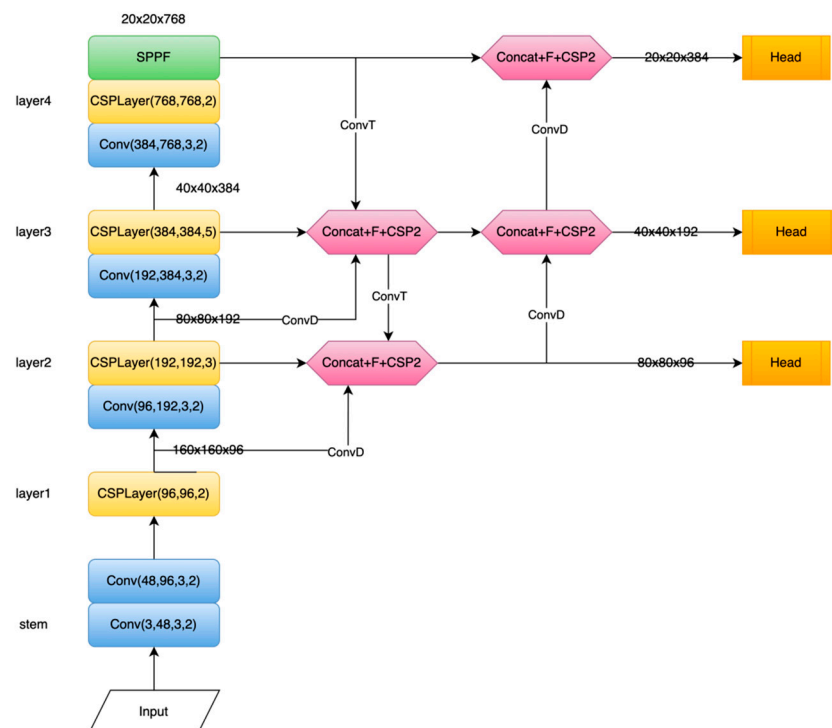 20x20x768
SPPF
Concat+F+CSP2
20x20x384
Head
layer4
CSPLayer(768,768,2)
ConvT
ConvD
Conv(384,768,3,2)
40x40x384
layer3
CSPLayer(384,384,5)
Concat+F+CSP2
Concat+F+CSP2
40x40x192
Head
Conv(192,384,3,2)
ConvT
80x80x192
ConvD
ConvD
layer2
CSPLayer(192,192,3)
Concat+F+CSP2
80x80x96
Head
Conv(96,192,3,2)
160x160x96
ConvD
layer1
CSPLayer(96,96,2)
Conv(48,96,3,2)
stem
Conv(3,48,3,2)
Input